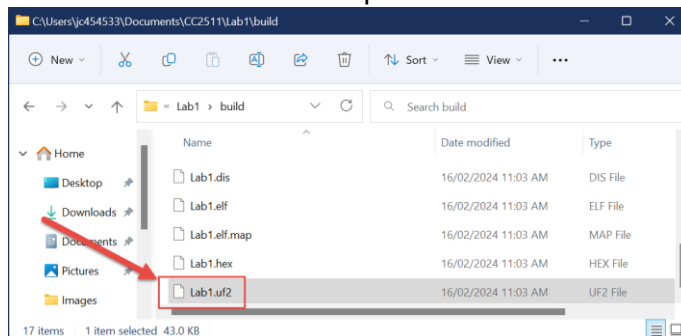 C:\Users\jc454533\Documents\CC2511\Lab1\build
New Sort View ...
« Lab1 > build Search build
Name Date modified Type
Home
Desktop Lab1.dis 16/02/2024 11:03 AM DIS File
Downloads Lab1.elf 16/02/2024 11:03 AM ELF File
Documents Lab1.elf.map 16/02/2024 11:03 AM MAP File
Pictures Lab1.hex 16/02/2024 11:03 AM HEX File
Images Lab1.uf2 16/02/2024 11:03 AM UF2 File
17 items 1 item selected 43.0 KB